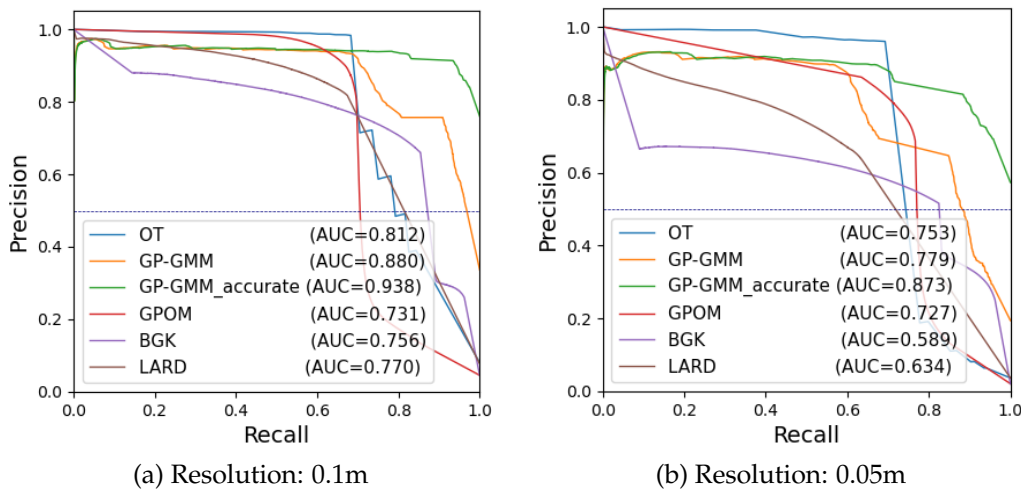 1.0
0.8
0.6
0.4
0.2
0.0
Precision
OT (AUC=0.812)
GP-GMM (AUC=0.880)
GP-GMM_accurate (AUC=0.938)
GPOM (AUC=0.731)
BGK (AUC=0.756)
LARD (AUC=0.770)
0.0 0.2 0.4 0.6 0.8 1.0
Recall
(a) Resolution: 0.1m
1.0
0.8
0.6
0.4
0.2
0.0
Precision
OT (AUC=0.753)
GP-GMM (AUC=0.779)
GP-GMM_accurate (AUC=0.873)
GPOM (AUC=0.727)
BGK (AUC=0.589)
LARD (AUC=0.634)
0.0 0.2 0.4 0.6 0.8 1.0
Recall
(b) Resolution: 0.05m